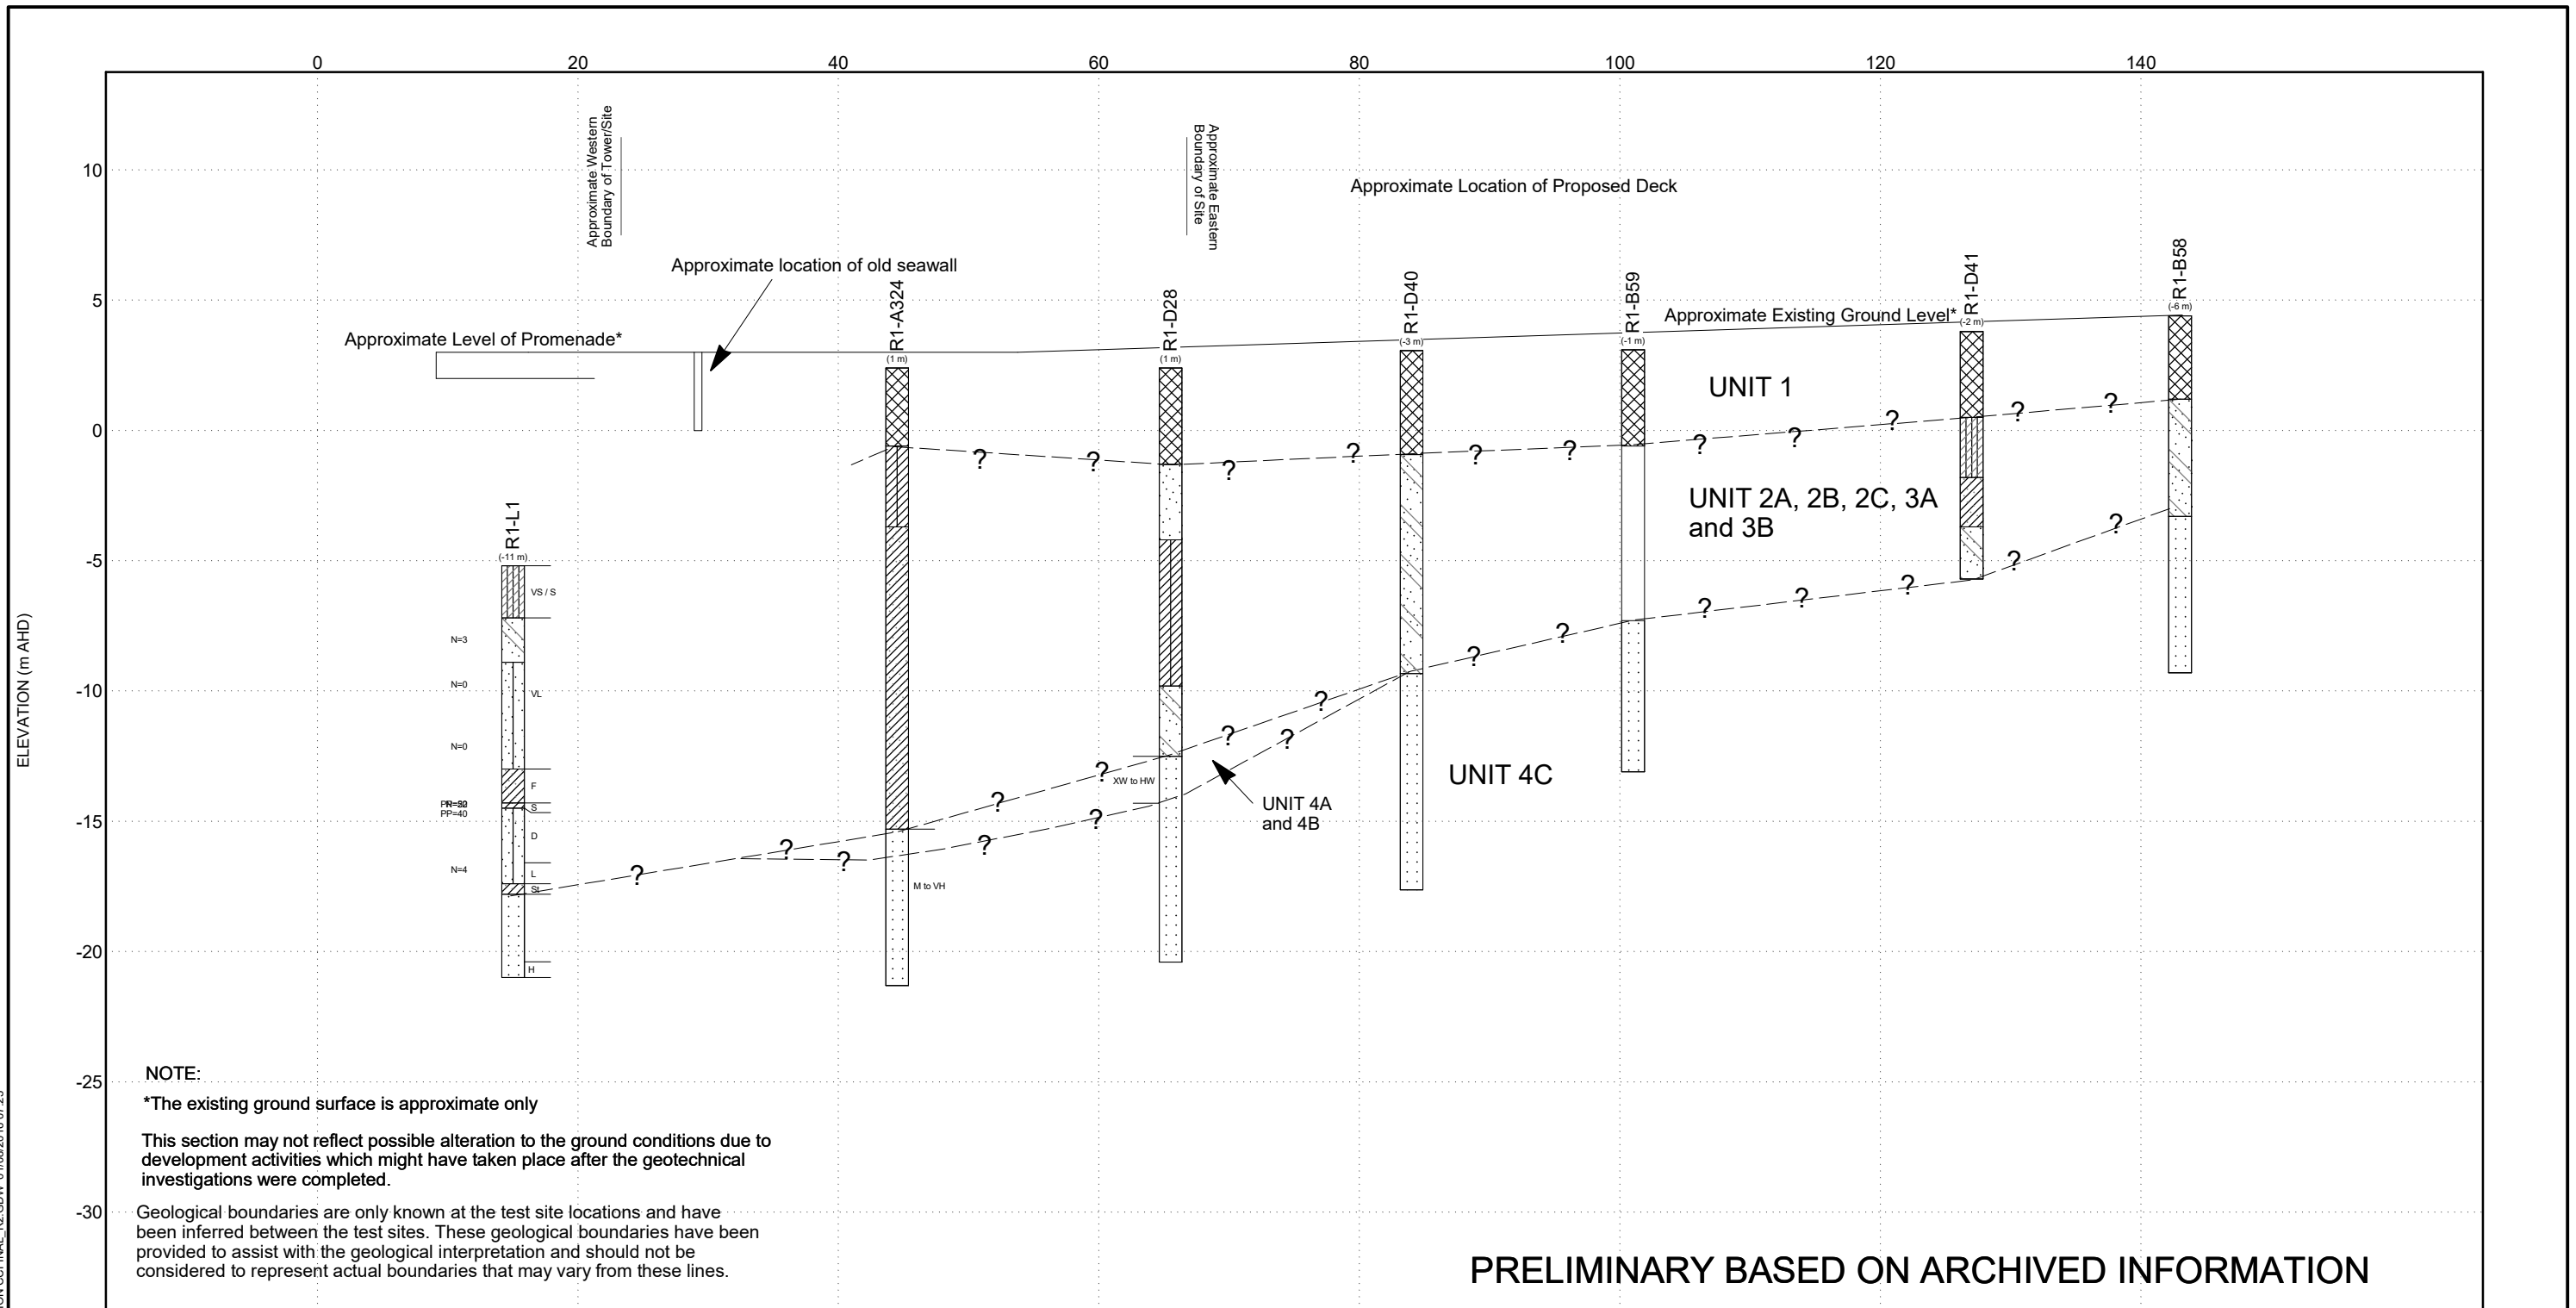 0 20 40 60 80 100 120 140
Approximate Western
Boundary of Tower/Site
Approximate Eastern
Boundary of Site
Approximate Location of Proposed Deck
10
5
0
-5
-10
-15
-20
-25
-30
ELEVATION (m AHD)
Approximate location of old seawall
Approximate Level of Promenade*
Approximate Existing Ground Level*
R1-L1
(-11 m)
R1-A324
(1 m)
R1-D28
(1 m)
R1-D40
(-3 m)
R1-B59
(-1 m)
R1-D41
(-2 m)
R1-B58
(-6 m)
UNIT 1
? ? ? ? ? ? ? ? ? ? ?
UNIT 2A, 2B, 2C, 3A
and 3B
? ? ? ? ? ? ? ? ? ? ? ? ?
? ? ? ?
VS / S
N=3
N=0
VL
N=0
F
S
PP=40
D
N=4
L
St
H
XW to HW
M to VH
UNIT 4A
and 4B
UNIT 4C
NOTE:
*The existing ground surface is approximate only
This section may not reflect possible alteration to the ground conditions due to
development activities which might have taken place after the geotechnical
investigations were completed.
Geological boundaries are only known at the test site locations and have
been inferred between the test sites. These geological boundaries have been
provided to assist with the geological interpretation and should not be
considered to represent actual boundaries that may vary from these lines.
PRELIMINARY BASED ON ARCHIVED INFORMATION